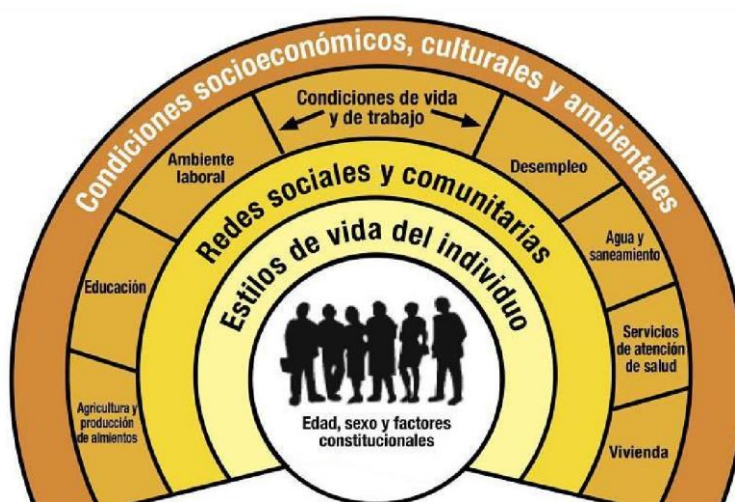 Condiciones socioeconómicos, culturales y ambientales
Condiciones de vida
y de trabajo
Ambiente
laboral
Desempleo
Redes sociales y comunitarias
Agua y
saneamiento
Estilos de vida del individuo
Educación
Servicios
de atención
de salud
Agricultura y
producción
de almientos
Edad, sexo y factores
constitucionales
Vivienda